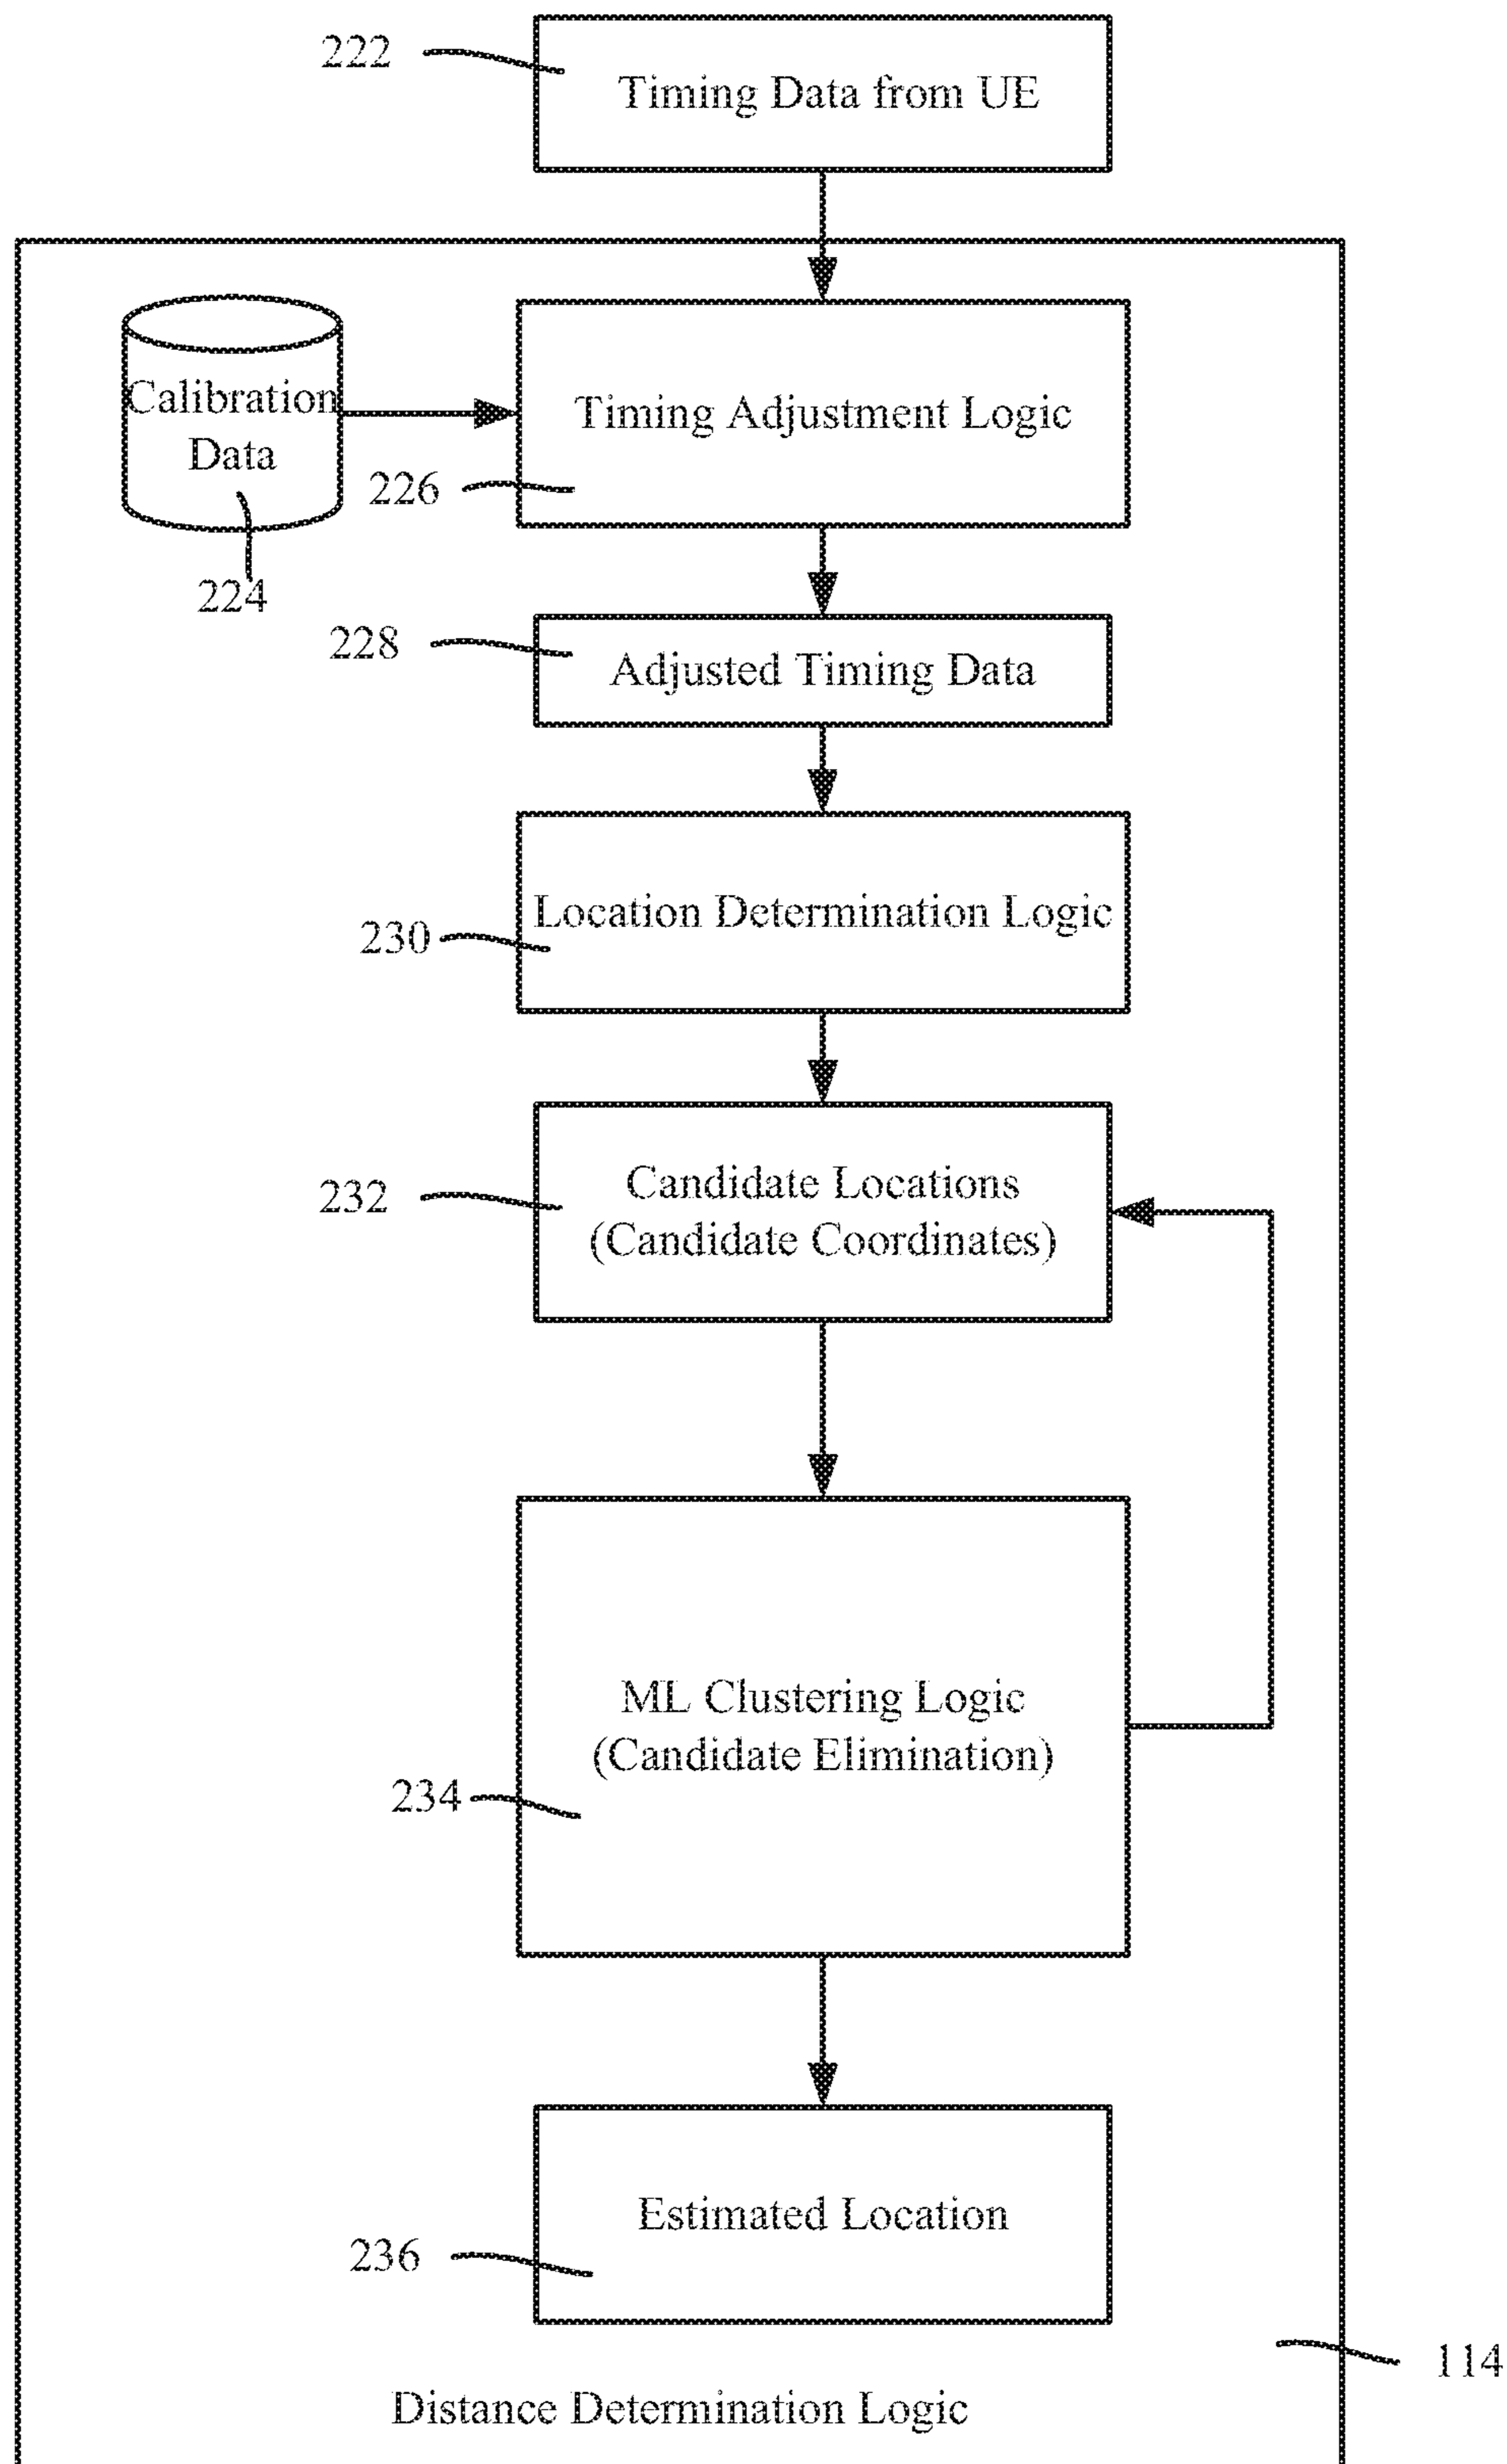 222
Timing Data from UE
Calibration
Data
224
Timing Adjustment Logic
226
228
Adjusted Timing Data
Location Determination Logic
230
232
Candidate Locations
(Candidate Coordinates)
ML Clustering Logic
(Candidate Elimination)
234
Estimated Location
236
114
Distance Determination Logic